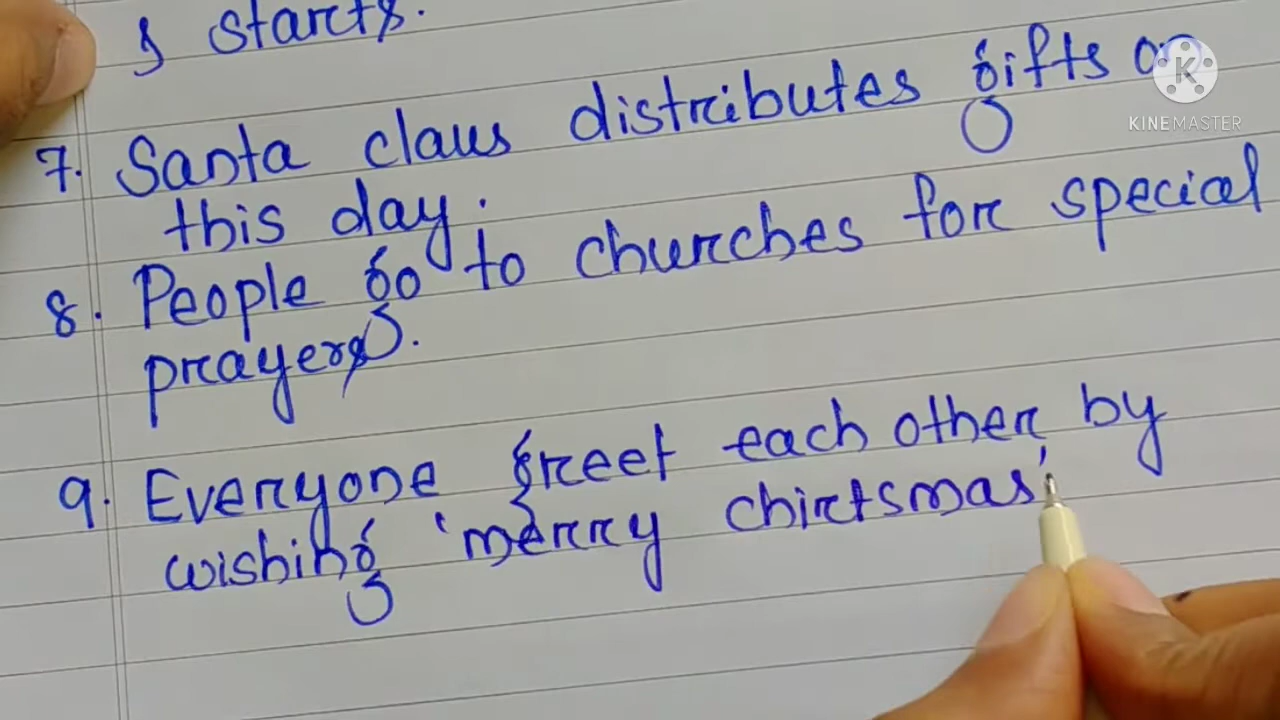 & starts.
7. Santa claus distributes gifts on
this day.
8. People go to churches for special
prayers.
9. Everyone greet each other by
wishing 'merry chirtsmas'
K
KINEMASTER